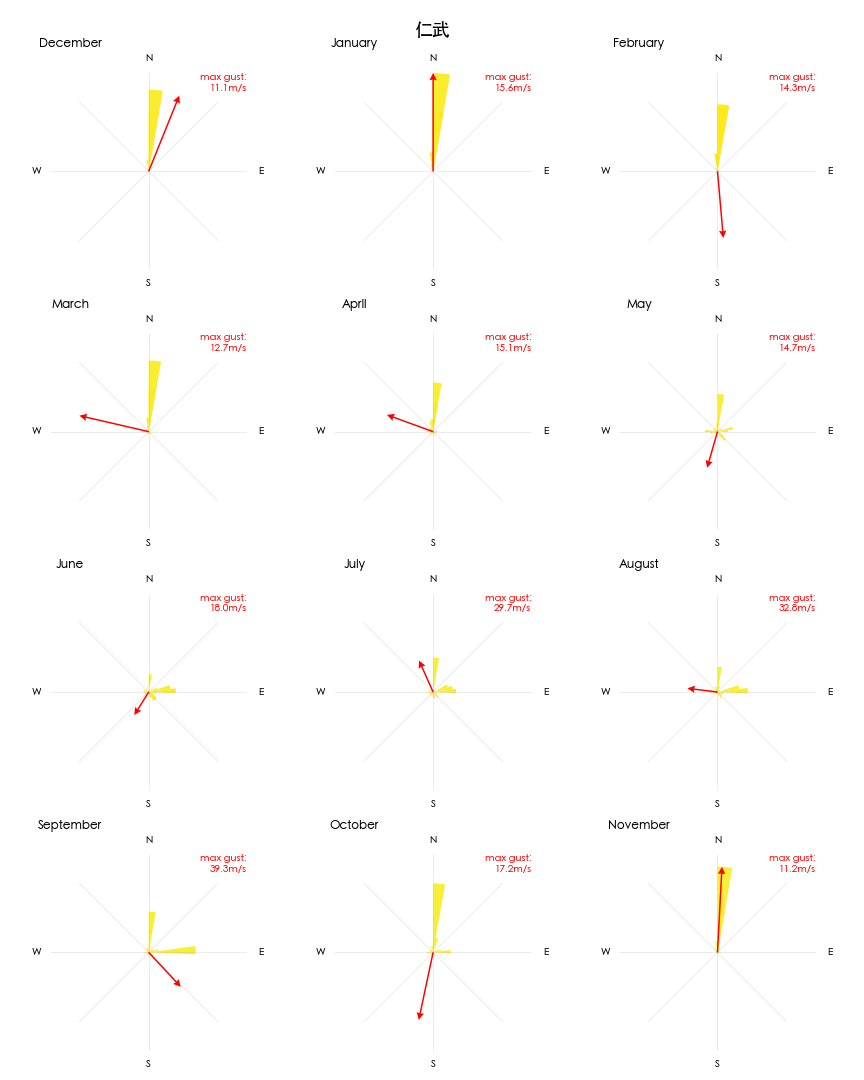 仁武
December
N
max gust:
11.1m/s
W
E
S
January
N
max gust:
15.6m/s
W
E
S
February
N
max gust:
14.3m/s
W
E
S
March
N
max gust:
12.7m/s
W
E
S
April
N
max gust:
15.1m/s
W
E
S
May
N
max gust:
14.7m/s
W
E
S
June
N
max gust:
18.0m/s
W
E
S
July
N
max gust:
29.7m/s
W
E
S
August
N
max gust:
32.8m/s
W
E
S
September
N
max gust:
39.3m/s
W
E
S
October
N
max gust:
17.2m/s
W
E
S
November
N
max gust:
11.2m/s
W
E
S